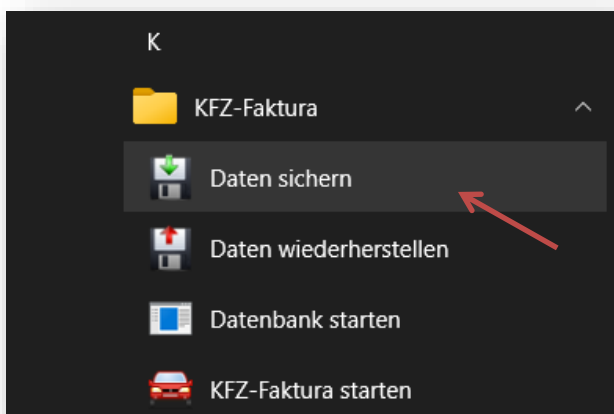 K
KFZ-Faktura
Daten sichern
Daten wiederherstellen
Datenbank starten
KFZ-Faktura starten